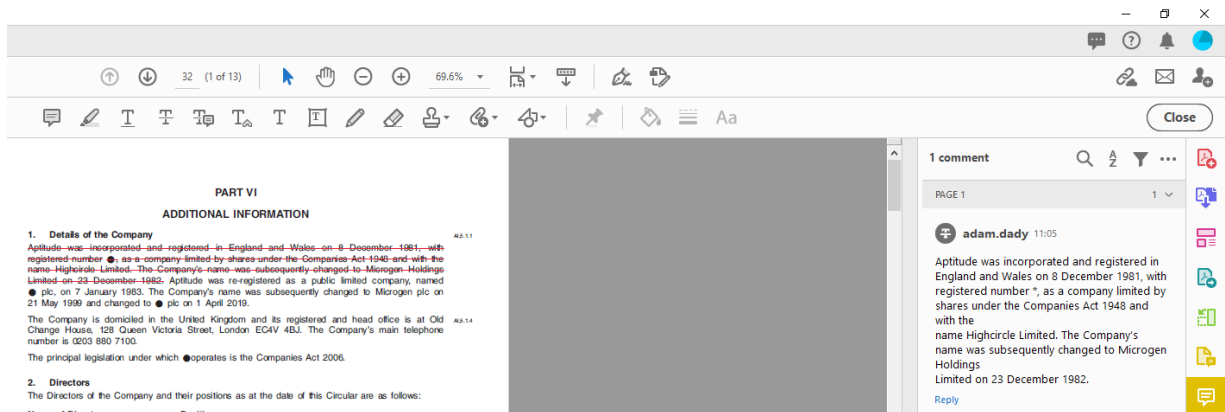 32 (1 of 13)
69.6%
Close
Aa
1 comment
PAGE 1
1
adam.dady 11:05
Aptitude was incorporated and registered in
England and Wales on 8 December 1981, with
registered number *, as a company limited by
shares under the Companies Act 1948 and
with the
name Highcircle Limited. The Company's
name was subsequently changed to Microgen
Holdings
Limited on 23 December 1982.
Reply
PART VI
ADDITIONAL INFORMATION
1. Details of the Company
Aptitude was incorporated and registered in England and Wales on 8 December 1981, with
registered number ●, as a company limited by shares under the Companies Act 1948 and with the
name Highcircle Limited. The Company's name was subsequently changed to Microgen Holdings
Limited on 23 December 1982. Aptitude was re-registered as a public limited company, named
● plc, on 7 January 1983. The Company's name was subsequently changed to Microgen plc on
21 May 1999 and changed to ● plc on 1 April 2019.
The Company is domiciled in the United Kingdom and its registered and head office is at Old
Change House, 128 Queen Victoria Street, London EC4V 4BJ. The Company's main telephone
number is 0203 880 7100.
The principal legislation under which ●operates is the Companies Act 2006.
2. Directors
The Directors of the Company and their positions as at the date of this Circular are as follows: